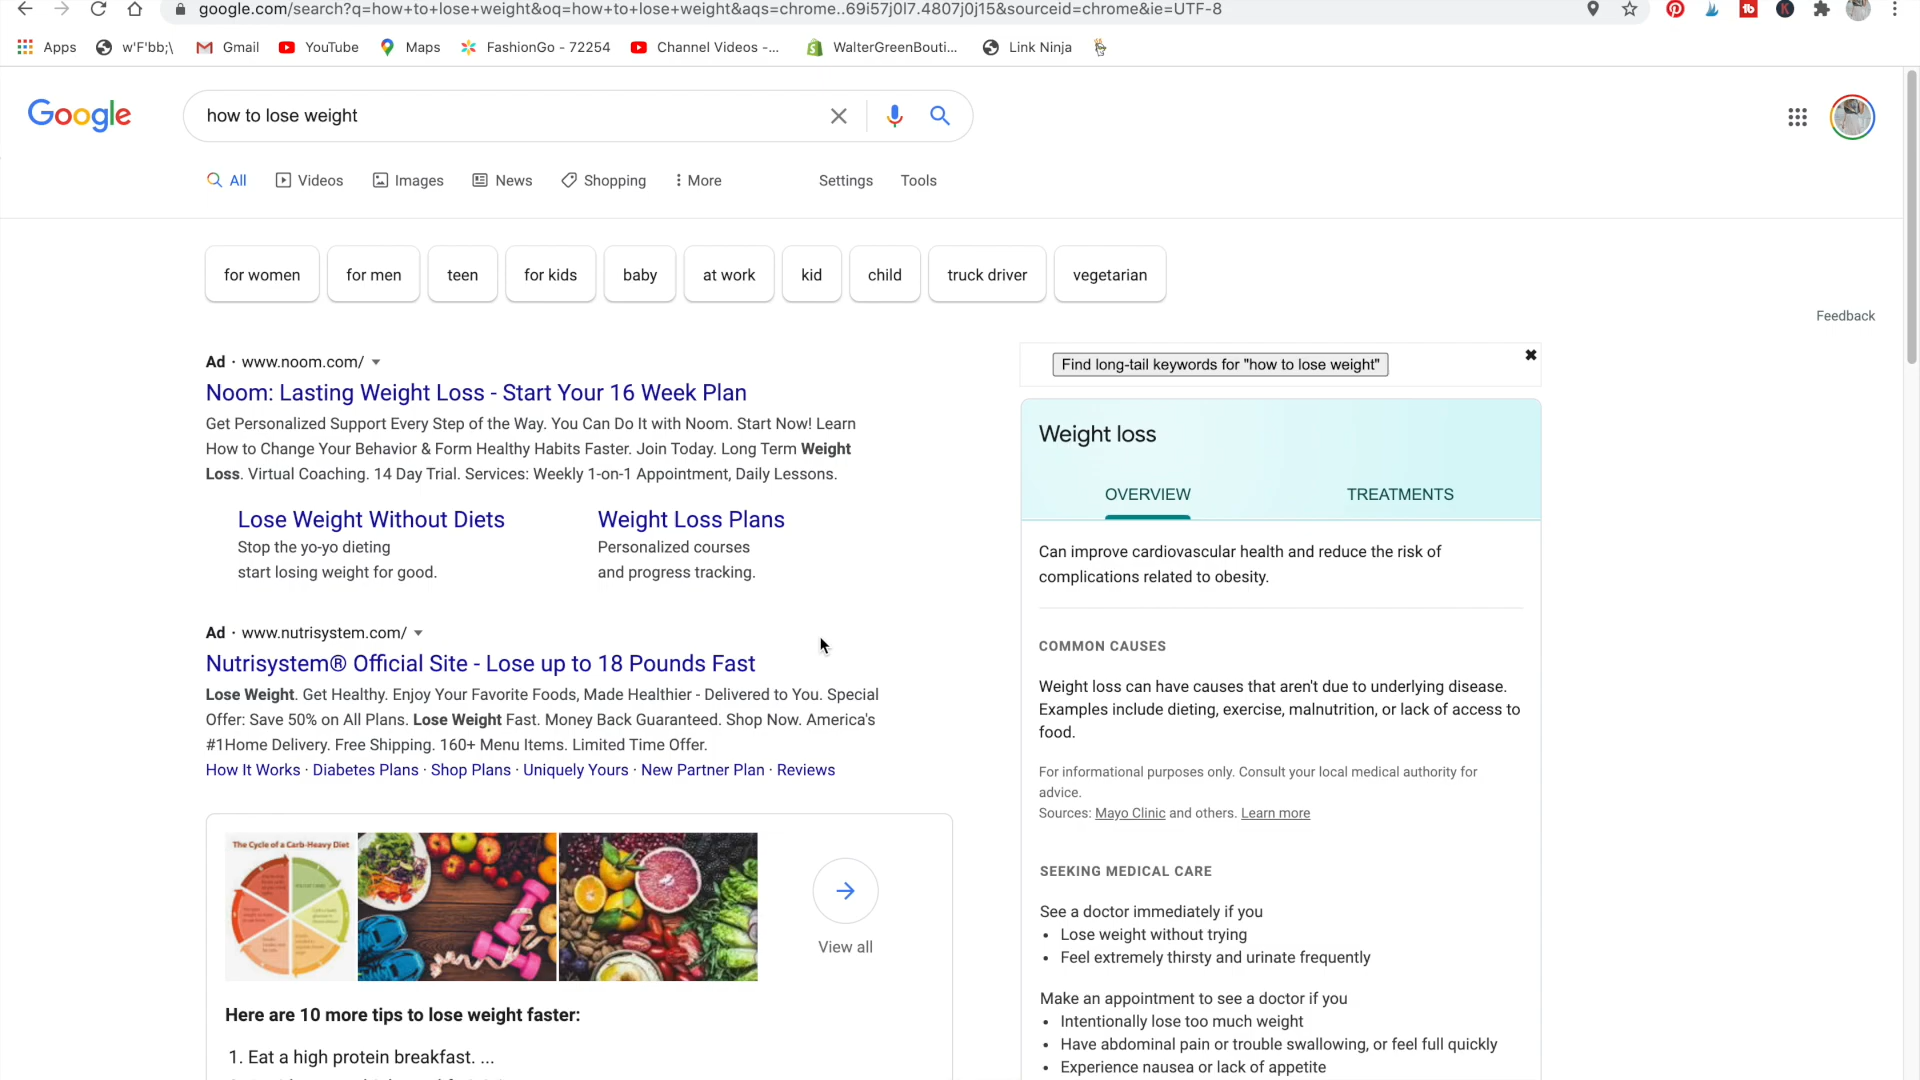 google.com/search?q=how+to+lose+weight&oq=how+to+lose+weight&aqs=chrome..69i57j0l7.4807j0j15&sourceid=chrome&ie=UTF-8
Apps w'F'bb;\ Gmail YouTube Maps FashionGo - 72254 Channel Videos -... WalterGreenBouti... Link Ninja
Google how to lose weight
All Videos Images News Shopping More Settings Tools
for women for men teen for kids baby at work kid child truck driver vegetarian
Feedback
Ad · www.noom.com/
Noom: Lasting Weight Loss - Start Your 16 Week Plan
Get Personalized Support Every Step of the Way. You Can Do It with Noom. Start Now! Learn
How to Change Your Behavior & Form Healthy Habits Faster. Join Today. Long Term Weight
Loss. Virtual Coaching. 14 Day Trial. Services: Weekly 1-on-1 Appointment, Daily Lessons.
Lose Weight Without Diets
Stop the yo-yo dieting
start losing weight for good.
Weight Loss Plans
Personalized courses
and progress tracking.
Ad · www.nutrisystem.com/
Nutrisystem® Official Site - Lose up to 18 Pounds Fast
Lose Weight. Get Healthy. Enjoy Your Favorite Foods, Made Healthier - Delivered to You. Special
Offer: Save 50% on All Plans. Lose Weight Fast. Money Back Guaranteed. Shop Now. America's
#1Home Delivery. Free Shipping. 160+ Menu Items. Limited Time Offer.
How It Works · Diabetes Plans · Shop Plans · Uniquely Yours · New Partner Plan · Reviews
The Cycle of a Carb-Heavy Diet
View all
Here are 10 more tips to lose weight faster:
1. Eat a high protein breakfast. ...
Find long-tail keywords for "how to lose weight"
Weight loss
OVERVIEW TREATMENTS
Can improve cardiovascular health and reduce the risk of
complications related to obesity.
COMMON CAUSES
Weight loss can have causes that aren't due to underlying disease.
Examples include dieting, exercise, malnutrition, or lack of access to
food.
For informational purposes only. Consult your local medical authority for
advice.
Sources: Mayo Clinic and others. Learn more
SEEKING MEDICAL CARE
See a doctor immediately if you
• Lose weight without trying
• Feel extremely thirsty and urinate frequently
Make an appointment to see a doctor if you
• Intentionally lose too much weight
• Have abdominal pain or trouble swallowing, or feel full quickly
• Experience nausea or lack of appetite